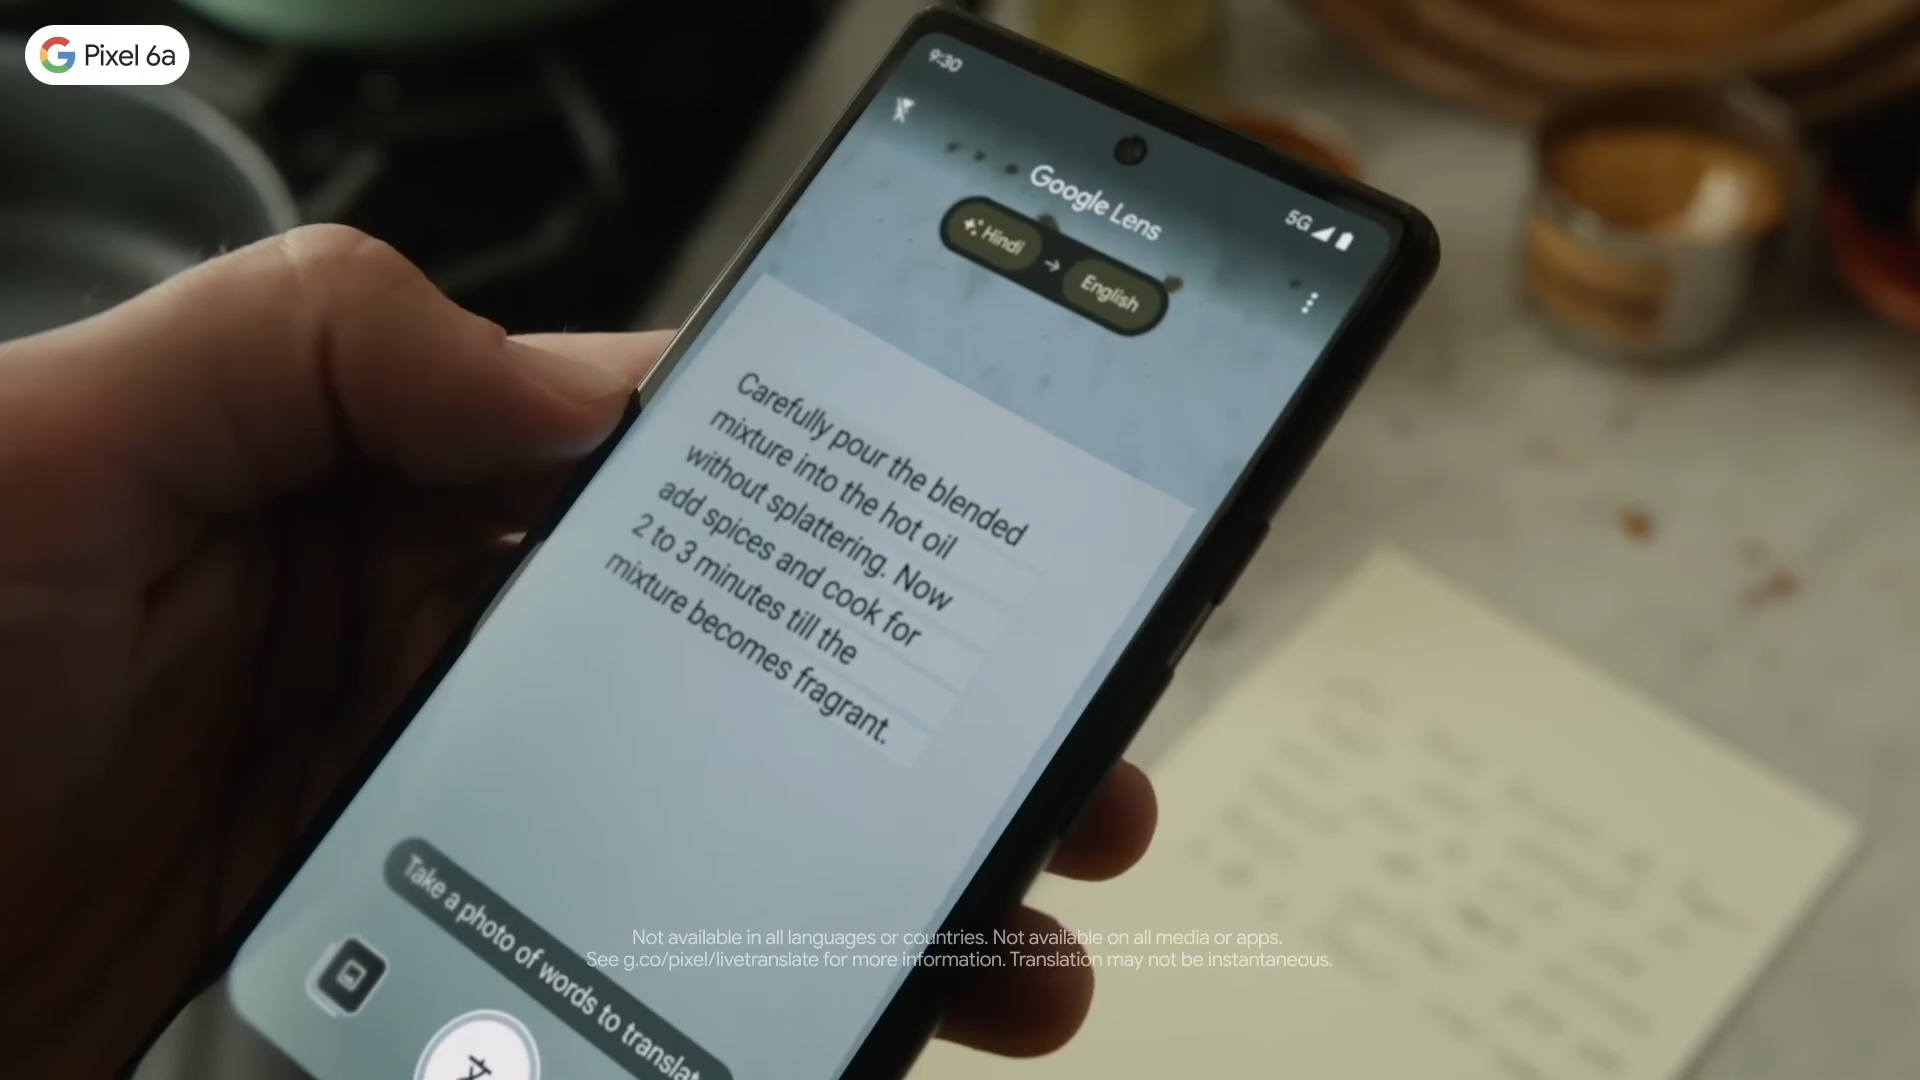 G Pixel 6a
9:30
5G
Google Lens
Hindi → English
Carefully pour the blended
mixture into the hot oil
without splattering. Now
add spices and cook for
2 to 3 minutes till the
mixture becomes fragrant.
Take a photo of words to
Not available in all languages or countries. Not available on all media or apps.
See g.co/pixel/livetranslate for more information. Translation may not be instantaneous.